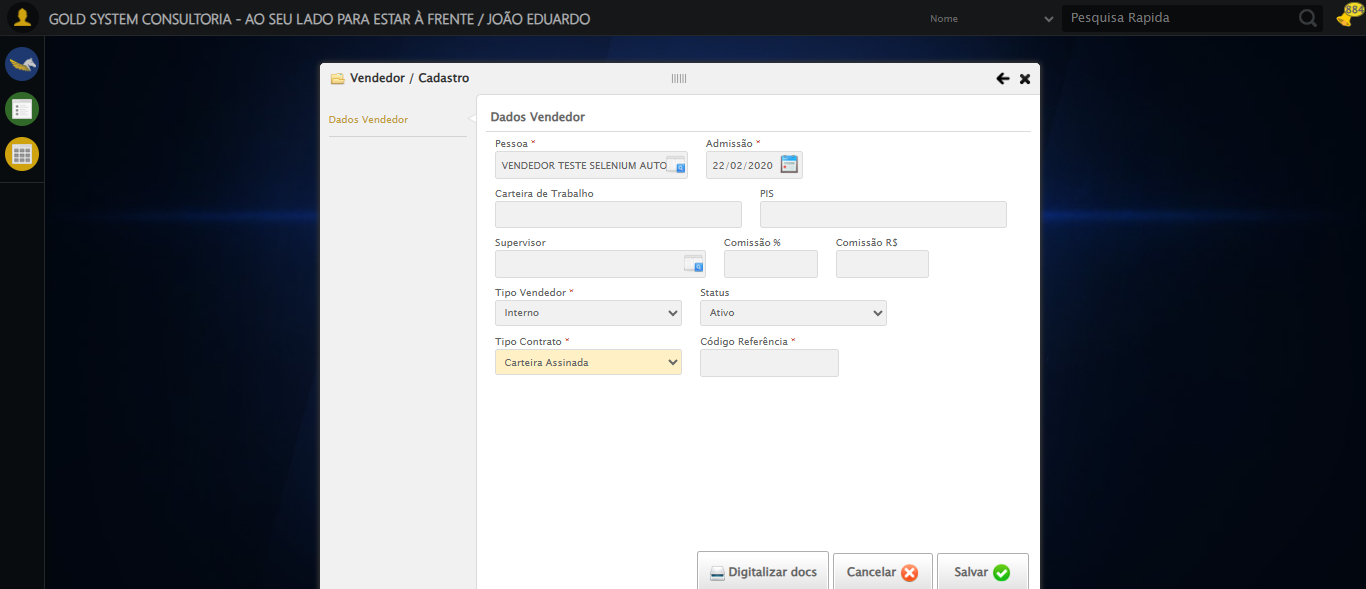 GOLD SYSTEM CONSULTORIA - AO SEU LADO PARA ESTAR À FRENTE / JOÃO EDUARDO
Nome
Pesquisa Rapida
884
Vendedor / Cadastro
Dados Vendedor
Dados Vendedor
Pessoa *
Admissão *
VENDEDOR TESTE SELENIUM AUTO
22/02/2020
Carteira de Trabalho
PIS
Supervisor
Comissão %
Comissão R$
Tipo Vendedor *
Status
Interno
Ativo
Tipo Contrato *
Código Referência *
Carteira Assinada
Digitalizar docs
Cancelar
Salvar